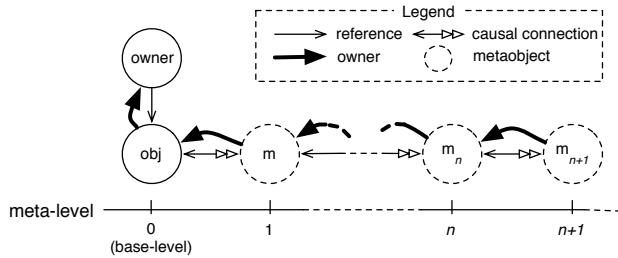 Legend
reference
causal connection
owner
metaobject
owner
obj
m
m n
m n+1
meta-level
0
1
n
n+1
(base-level)